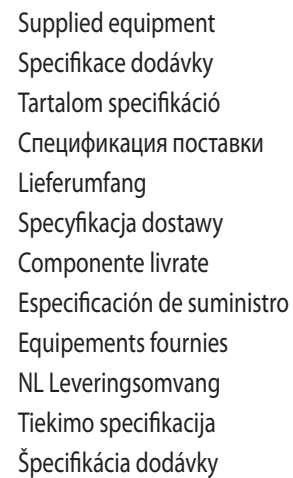 Supplied equipment
Specifikace dodávky
Tartalom specifikáció
Спецификация поставки
Lieferumfang
Specyfikacja dostawy
Componente livrate
Especificación de suministro
Equipements fournies
NL Leveringsomvang
Tiekimo specifikacija
Špecifikácia dodávky